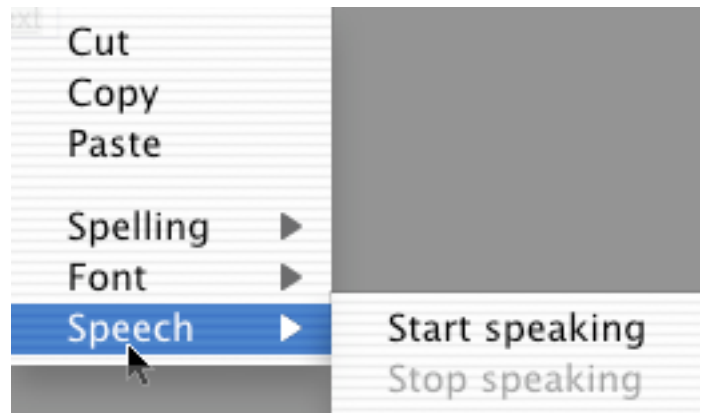 Cut
Copy
Paste
Spelling
Font
Speech
Start speaking
Stop speaking